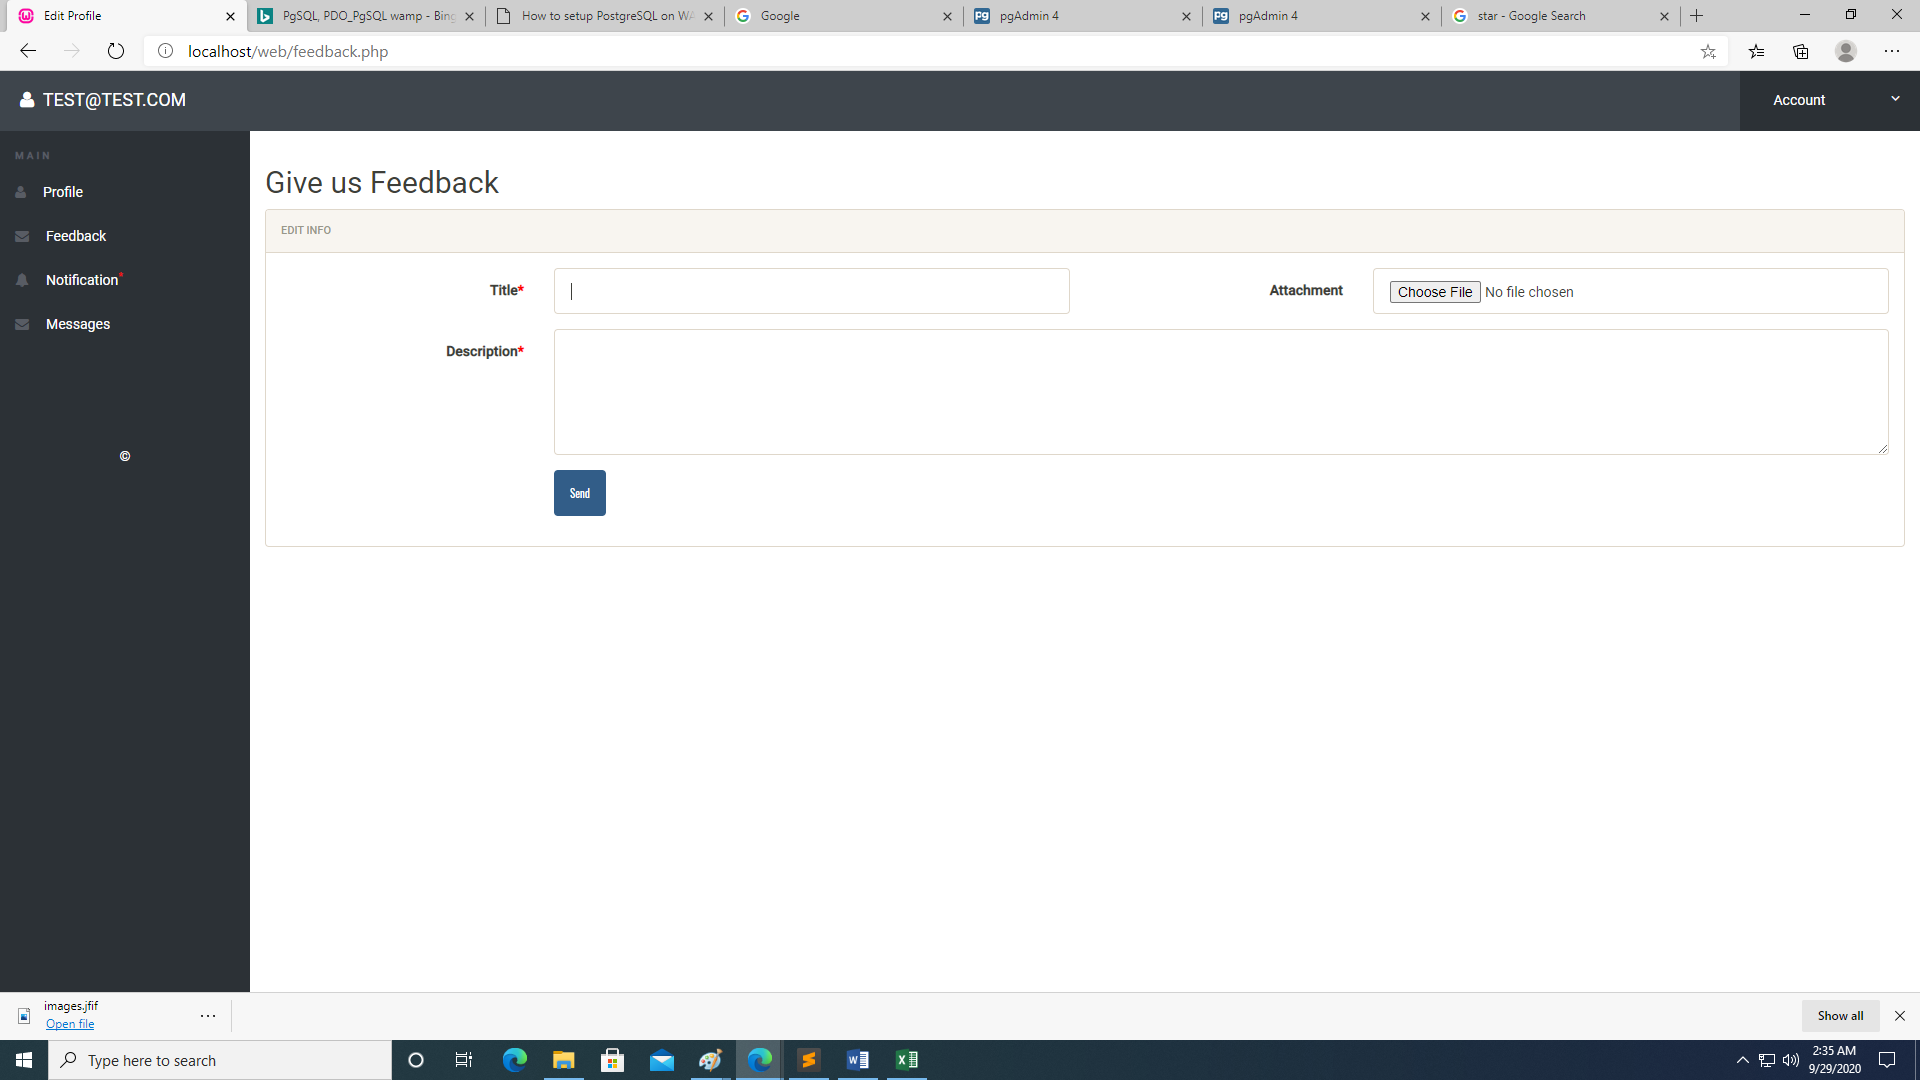 Edit Profile
PgSQL, PDO_PgSQL wamp - Bing
How to setup PostgreSQL on WA
Google
pgAdmin 4
pgAdmin 4
star - Google Search
localhost/web/feedback.php
TEST@TEST.COM
Account
MAIN
Profile
Feedback
Notification*
Messages
©
Give us Feedback
EDIT INFO
Title*
Attachment
Choose File No file chosen
Description*
Send
images.jfif
Open file
Show all
Type here to search
2:35 AM
9/29/2020